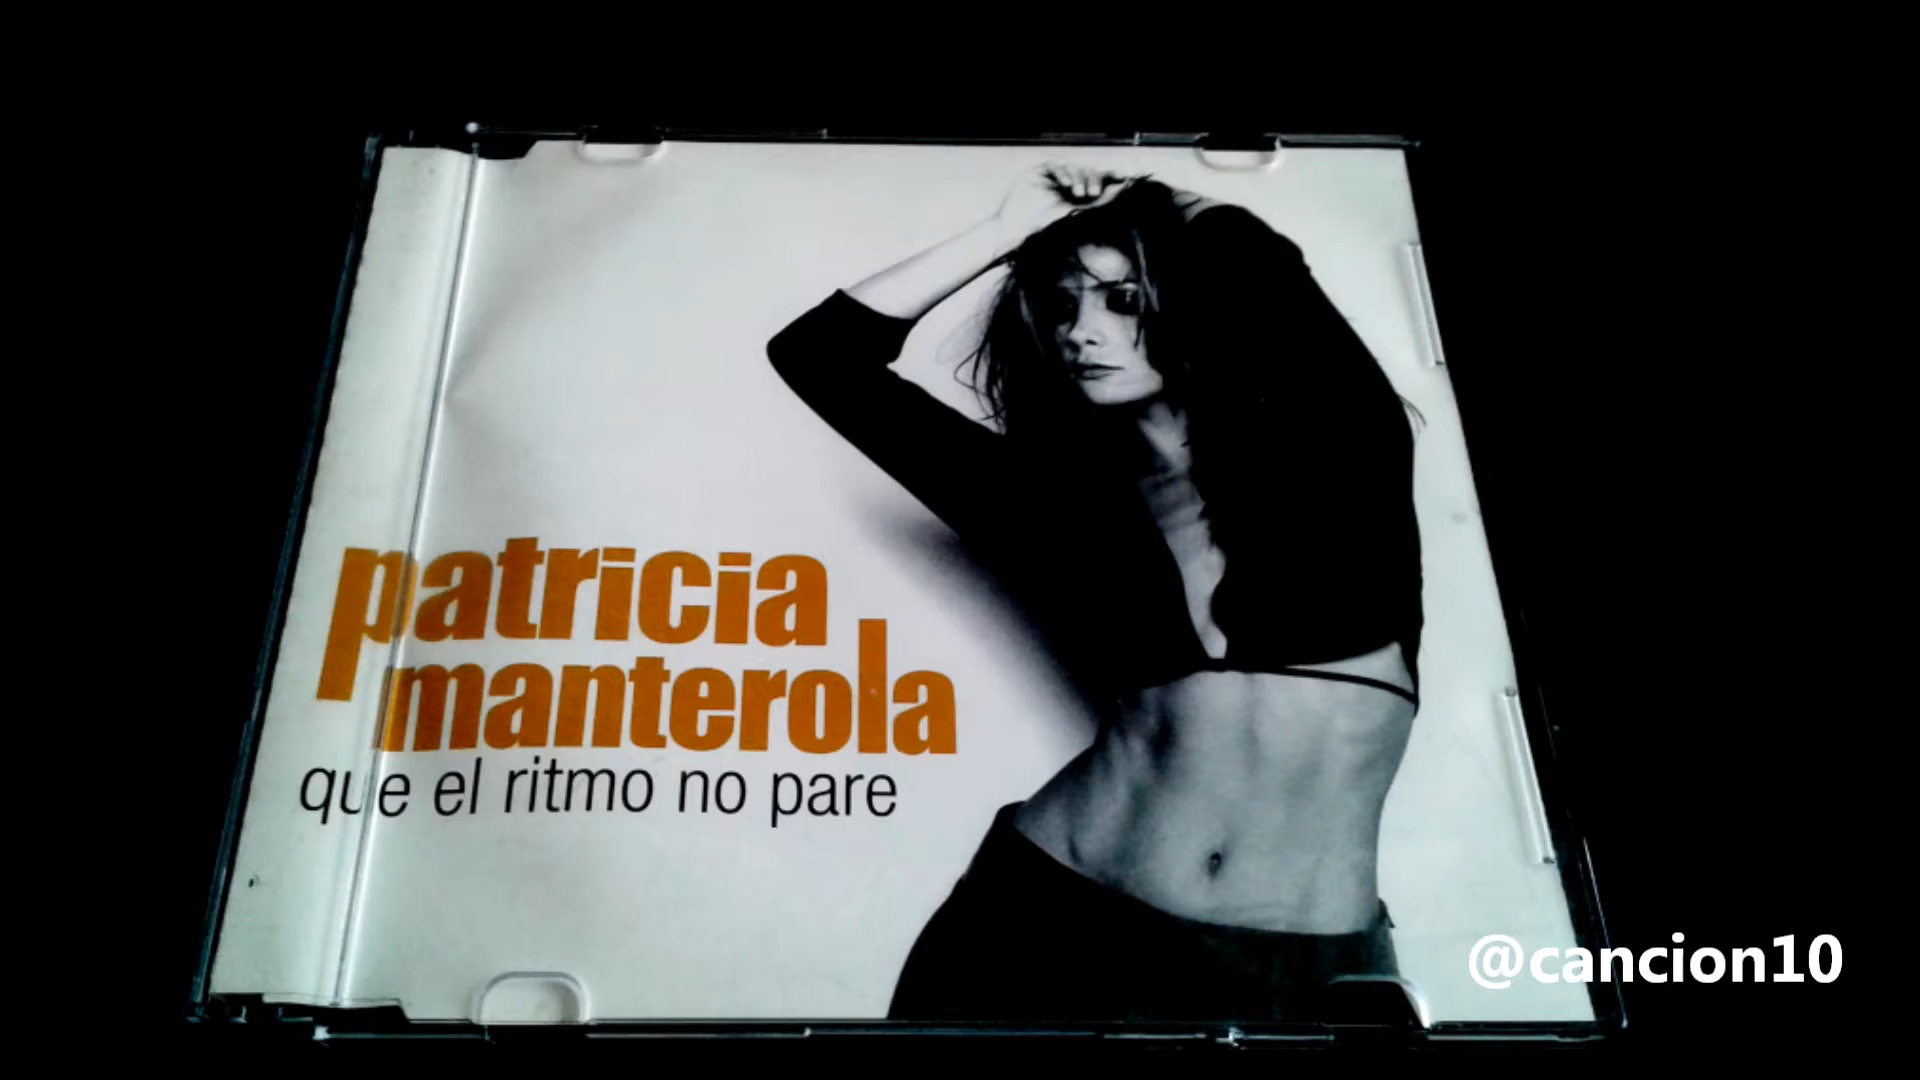 patricia
manterola
que el ritmo no pare
@cancion10